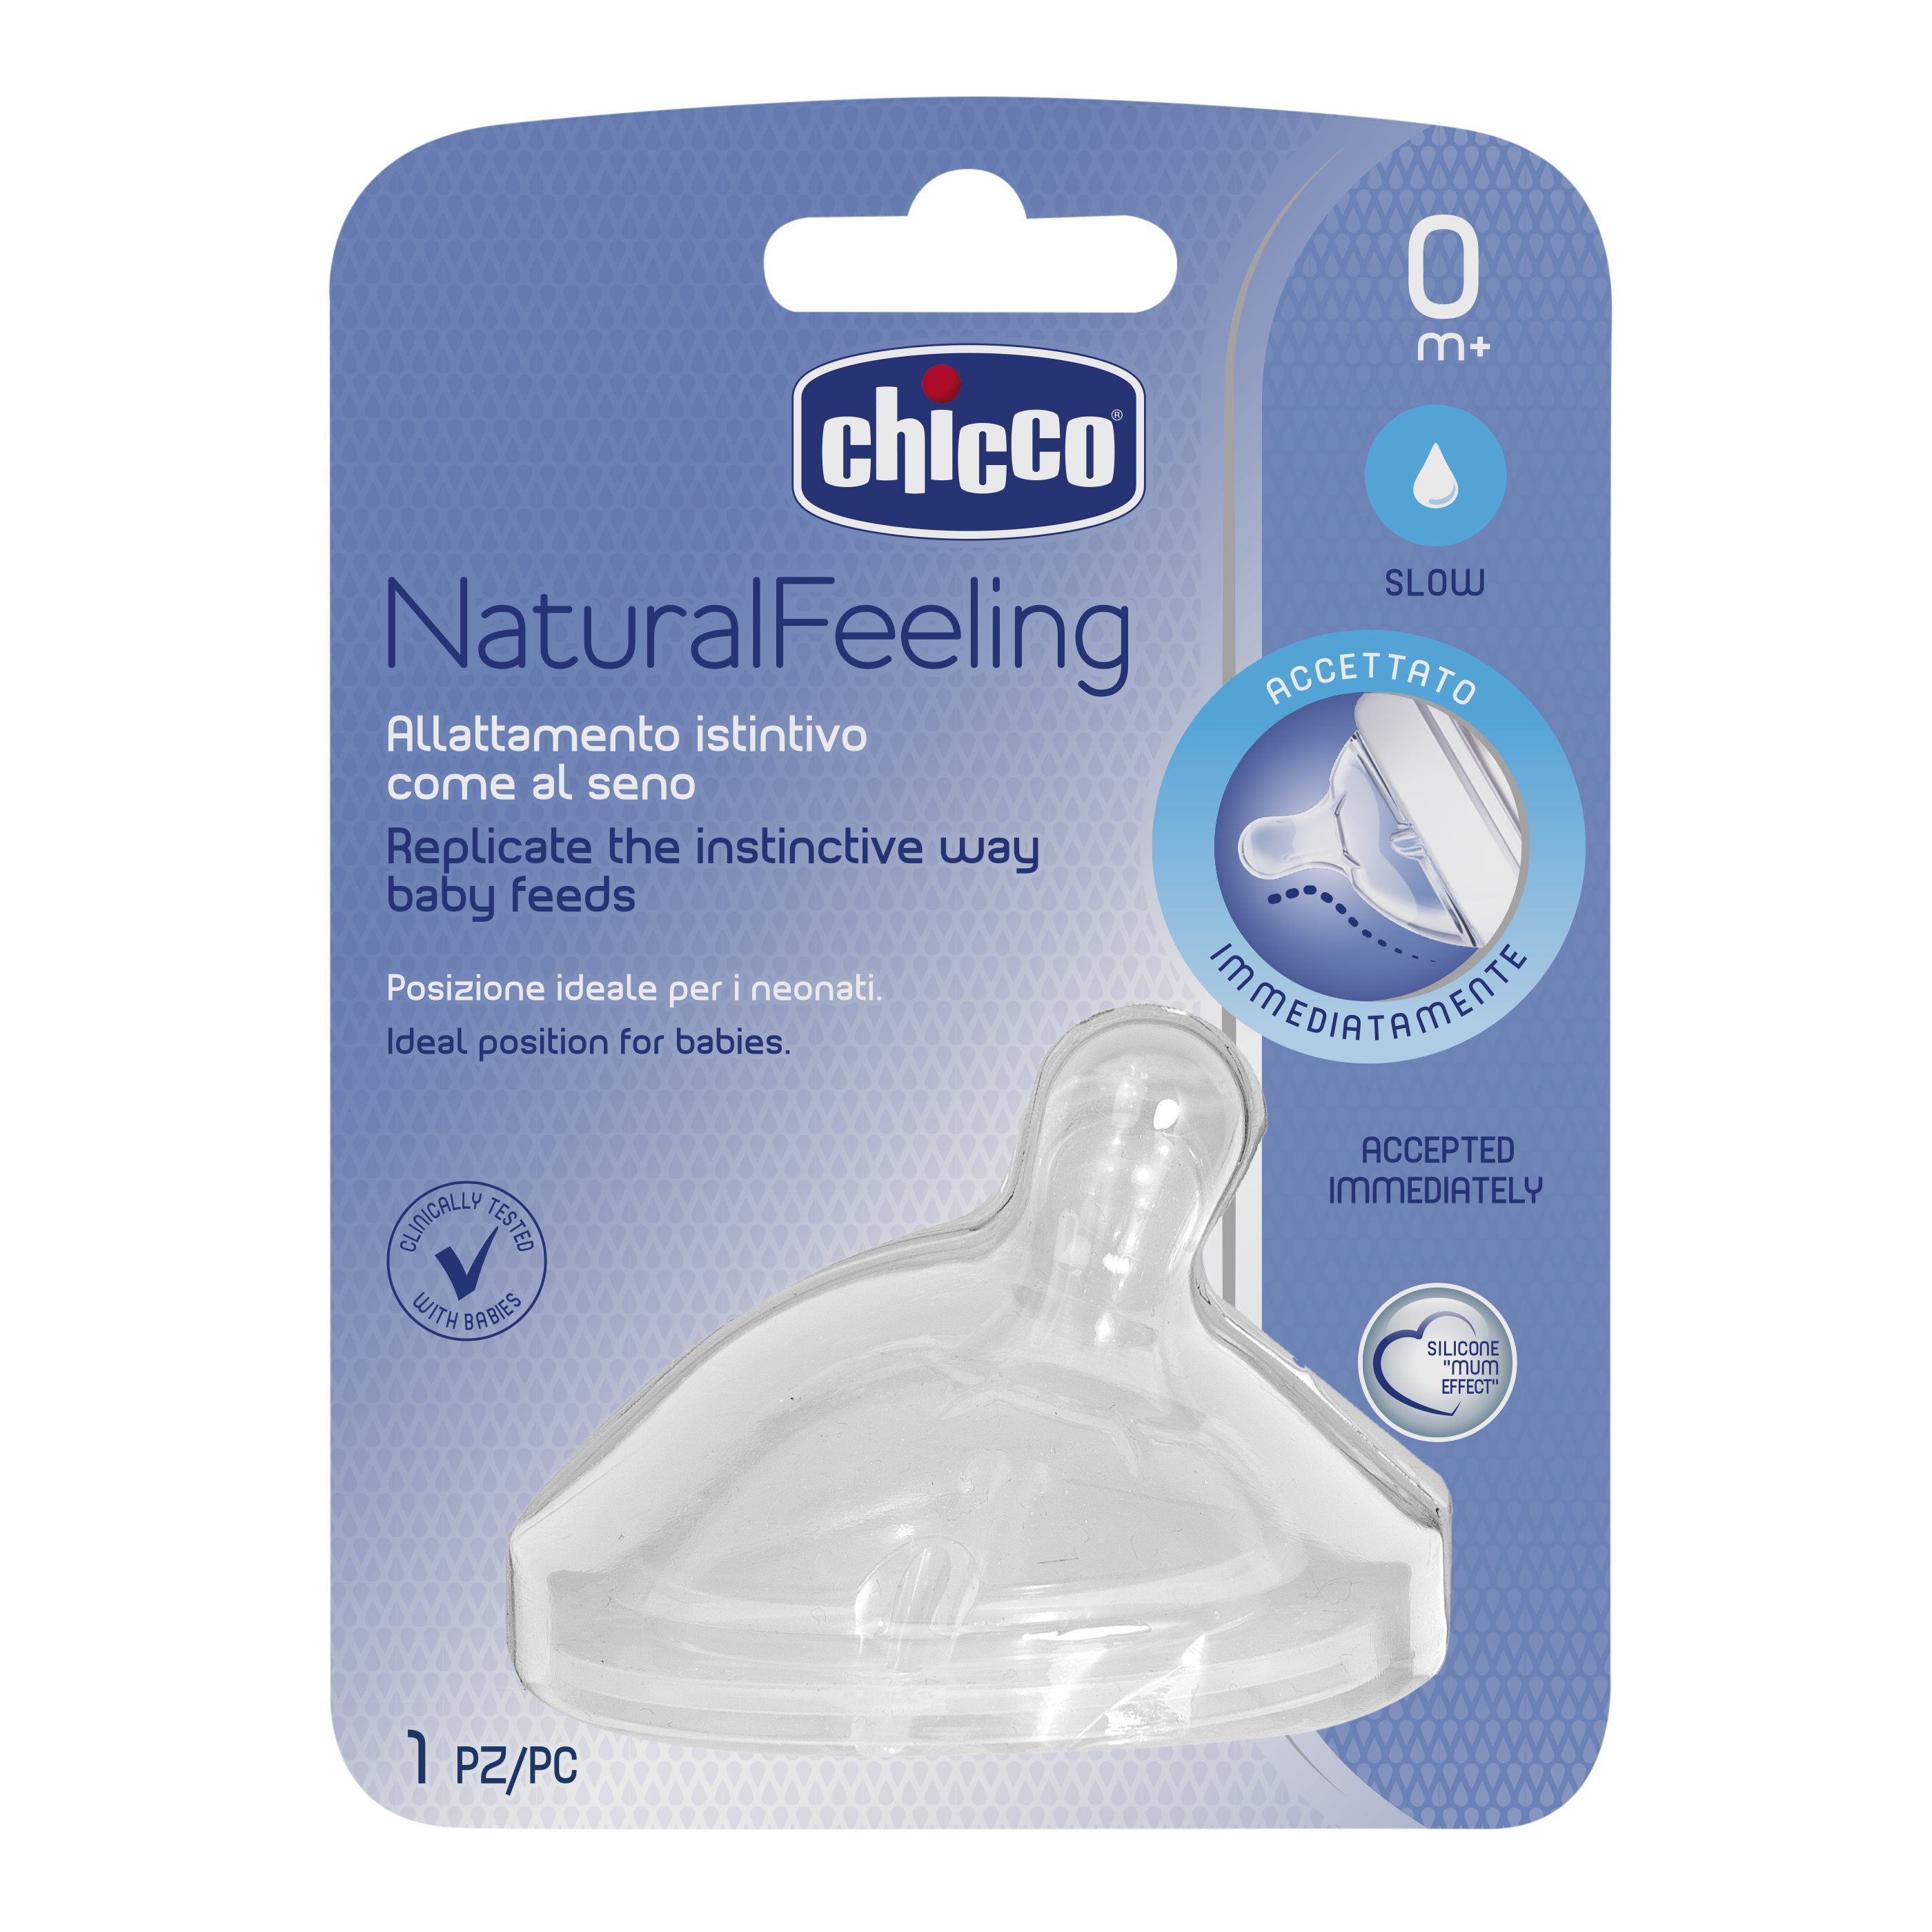 chicco®
0
m+
SLOW
NaturalFeeling
Allattamento istintivo
come al seno
Replicate the instinctive way
baby feeds
Posizione ideale per i neonati.
Ideal position for babies.
ACCETTATO
IMMEDIATAMENTE
ACCEPTED
IMMEDIATELY
CLINICALLY TESTED
WITH BABIES
SILICONE
"MUM
EFFECT"
1 PZ/PC